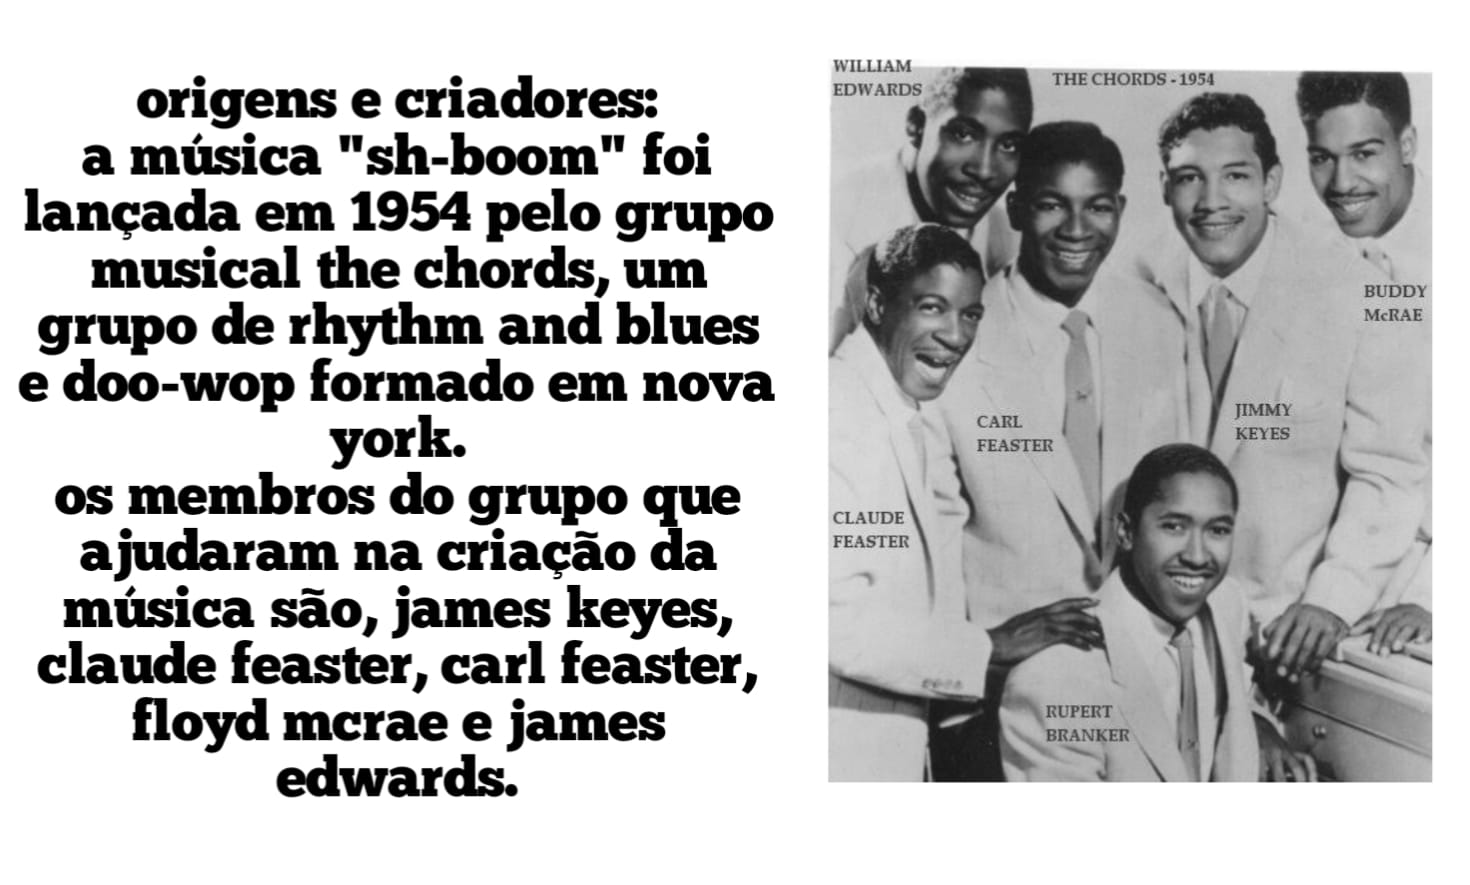 origens e criadores:
a música "sh-boom" foi
lançada em 1954 pelo grupo
musical the chords, um
grupo de rhythm and blues
e doo-wop formado em nova
york.
os membros do grupo que
ajudaram na criação da
música são, james keyes,
claude feaster, carl feaster,
floyd mcrae e james
edwards.
WILLIAM
EDWARDS
THE CHORDS - 1954
BUDDY
McRAE
JIMMY
KEYES
CARL
FEASTER
CLAUDE
FEASTER
RUPERT
BRANKER